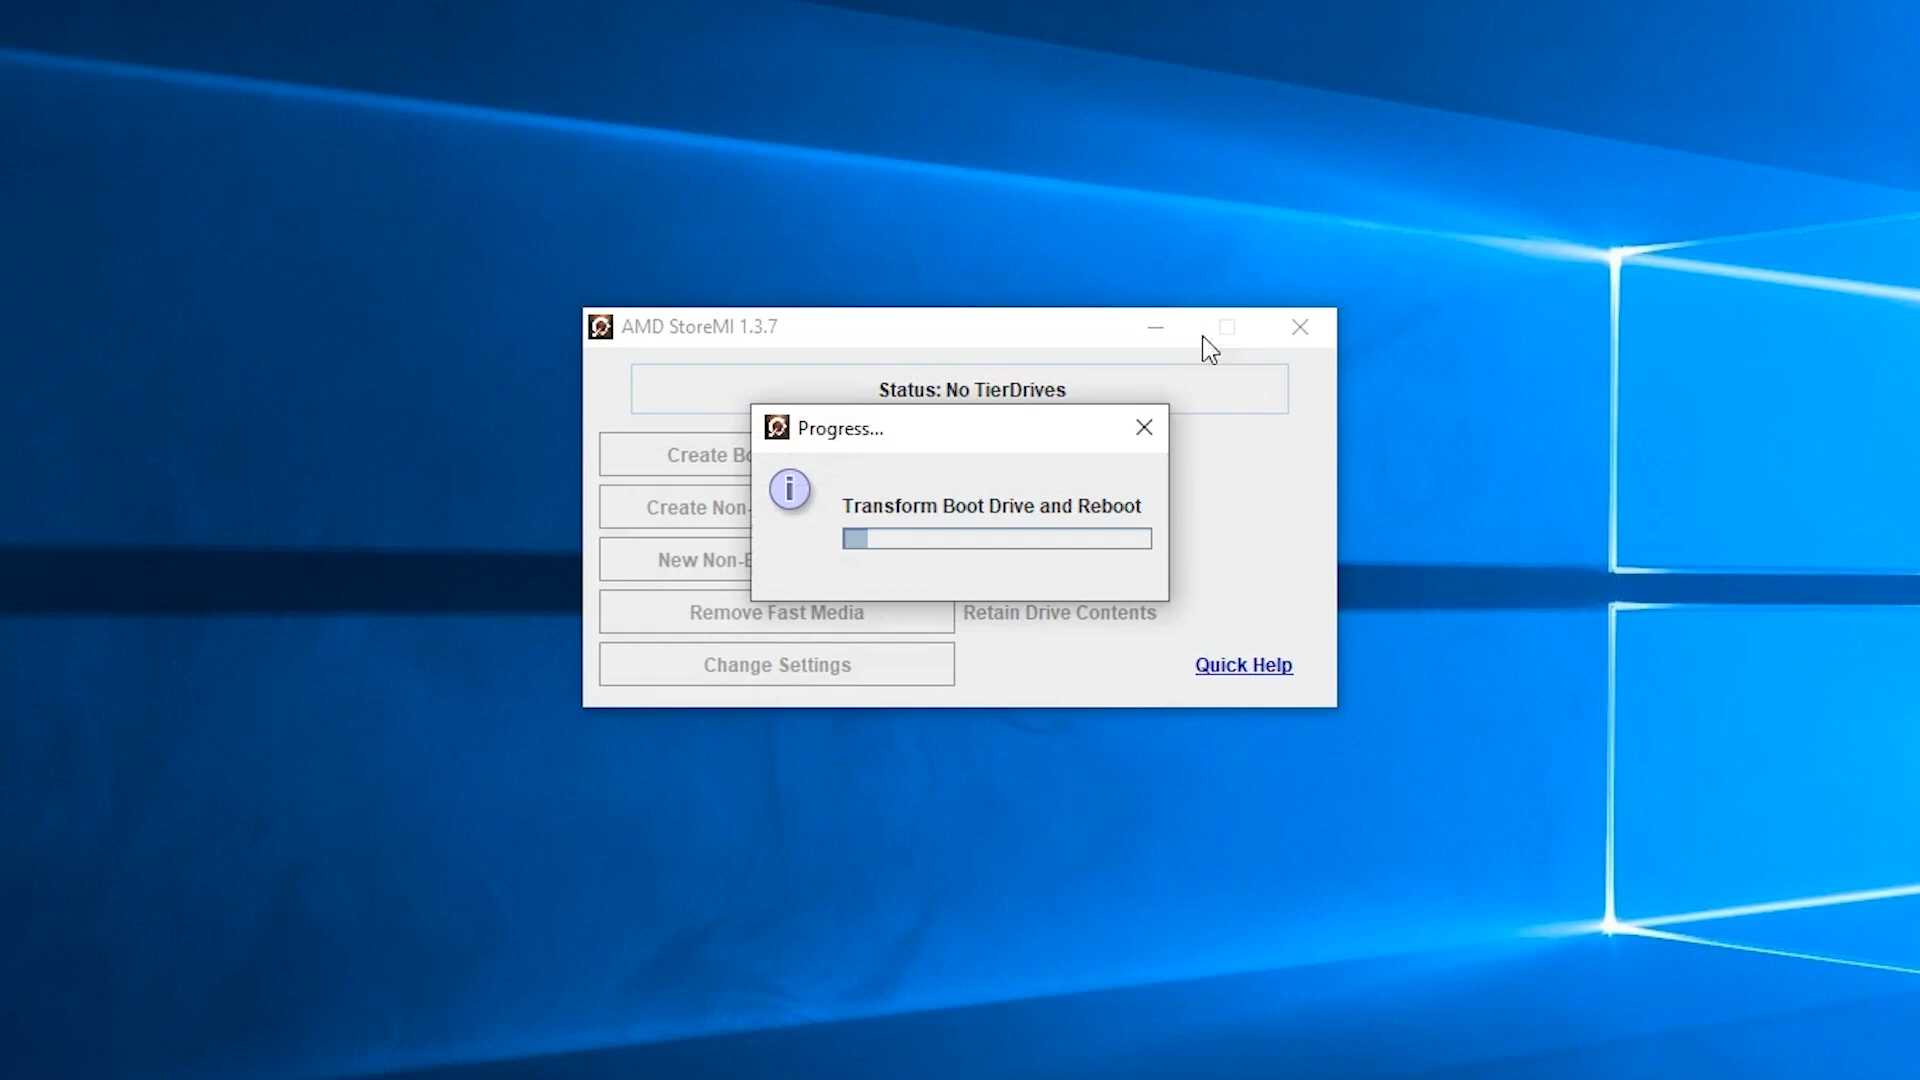 AMD StoreMI 1.3.7
Status: No TierDrives
Progress...
Create Bo
Transform Boot Drive and Reboot
Create Non-
New Non-B
Remove Fast Media
Retain Drive Contents
Change Settings
Quick Help